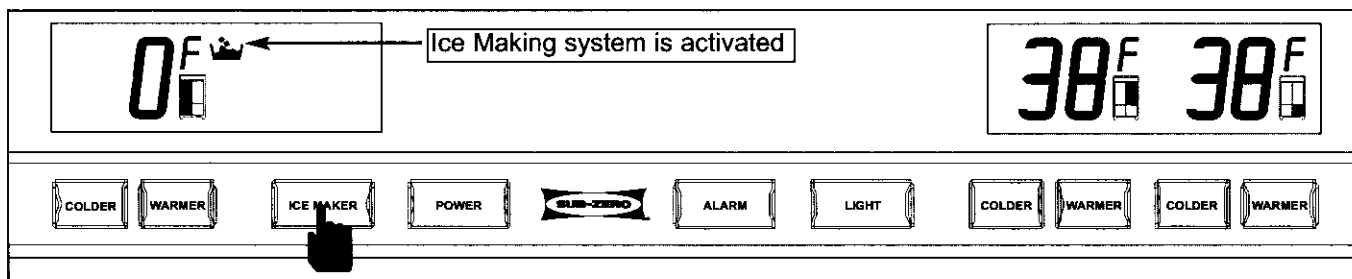 0F Ice Making system is activated 38F 38F
COLDER WARMER ICE MAKER POWER SUB-ZERO ALARM LIGHT COLDER WARMER COLDER WARMER